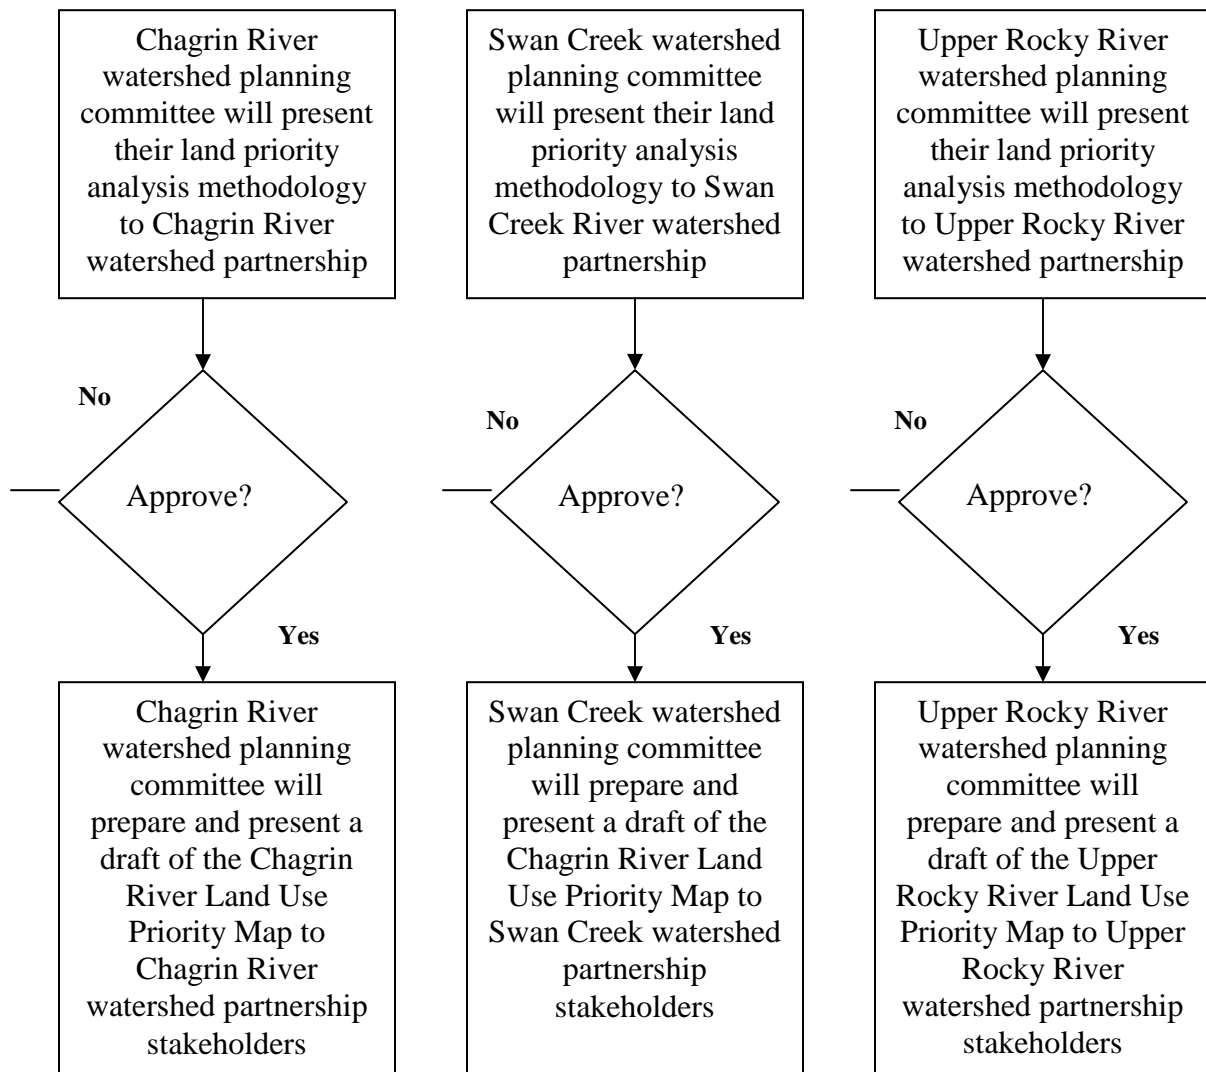 Chagrin River
watershed planning
committee will present
their land priority
analysis methodology
to Chagrin River
watershed partnership
Swan Creek watershed
planning committee
will present their land
priority analysis
methodology to Swan
Creek River watershed
partnership
Upper Rocky River
watershed planning
committee will present
their land priority
analysis methodology
to Upper Rocky River
watershed partnership
No
Approve?
Yes
No
Approve?
Yes
No
Approve?
Yes
Chagrin River
watershed planning
committee will
prepare and present a
draft of the Chagrin
River Land Use
Priority Map to
Chagrin River
watershed partnership
stakeholders
Swan Creek watershed
planning committee
will prepare and
present a draft of the
Chagrin River Land
Use Priority Map to
Swan Creek watershed
partnership
stakeholders
Upper Rocky River
watershed planning
committee will
prepare and present a
draft of the Upper
Rocky River Land Use
Priority Map to Upper
Rocky River
watershed partnership
stakeholders